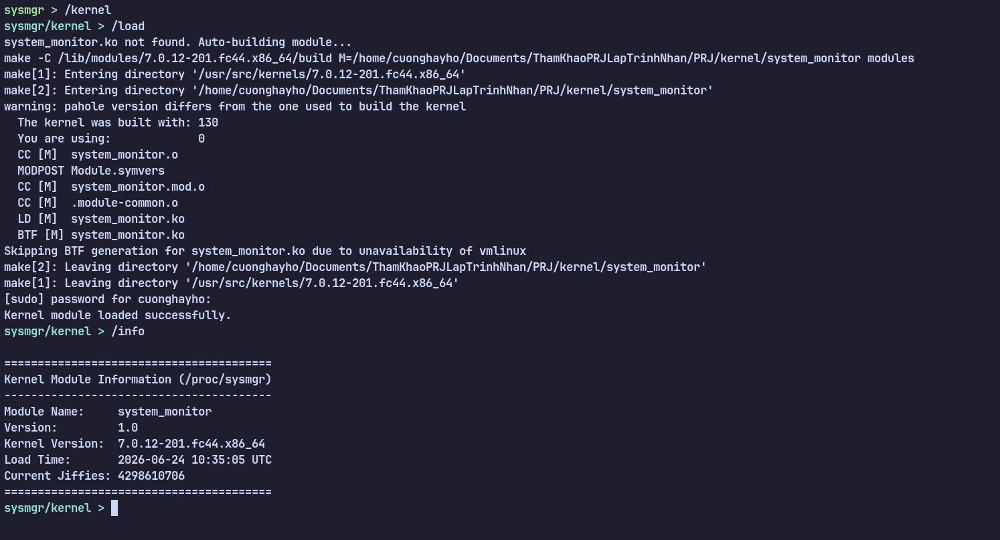 sysmgr > /kernel
sysmgr/kernel > /load
system_monitor.ko not found. Auto-building module...
make -C /lib/modules/7.0.12-201.fc44.x86_64/build M=/home/cuonghayho/Documents/ThamKhaoPRJLapTrinhNhan/PRJ/kernel/system_monitor modules
make[1]: Entering directory '/usr/src/kernels/7.0.12-201.fc44.x86_64'
make[2]: Entering directory '/home/cuonghayho/Documents/ThamKhaoPRJLapTrinhNhan/PRJ/kernel/system_monitor'
warning: pahole version differs from the one used to build the kernel
  The kernel was built with: 130
  You are using:             0
  CC [M]  system_monitor.o
  MODPOST Module.symvers
  CC [M]  system_monitor.mod.o
  CC [M]  .module-common.o
  LD [M]  system_monitor.ko
  BTF [M] system_monitor.ko
Skipping BTF generation for system_monitor.ko due to unavailability of vmlinux
make[2]: Leaving directory '/home/cuonghayho/Documents/ThamKhaoPRJLapTrinhNhan/PRJ/kernel/system_monitor'
make[1]: Leaving directory '/usr/src/kernels/7.0.12-201.fc44.x86_64'
[sudo] password for cuonghayho:
Kernel module loaded successfully.
sysmgr/kernel > /info

========================================
Kernel Module Information (/proc/sysmgr)
----------------------------------------
Module Name:     system_monitor
Version:         1.0
Kernel Version:  7.0.12-201.fc44.x86_64
Load Time:       2026-06-24 10:35:05 UTC
Current Jiffies: 4298610706
========================================
sysmgr/kernel >